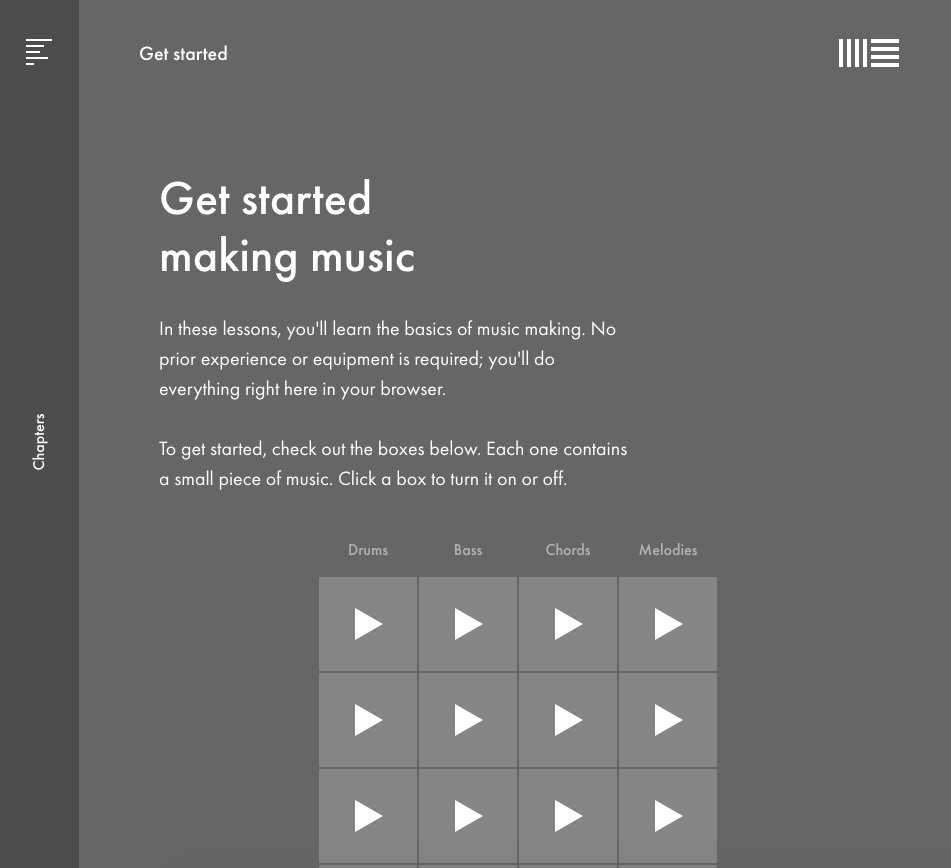 Get started
Get started
making music
In these lessons, you'll learn the basics of music making. No
prior experience or equipment is required; you'll do
everything right here in your browser.
To get started, check out the boxes below. Each one contains
a small piece of music. Click a box to turn it on or off.
Chapters
Drums Bass Chords Melodies